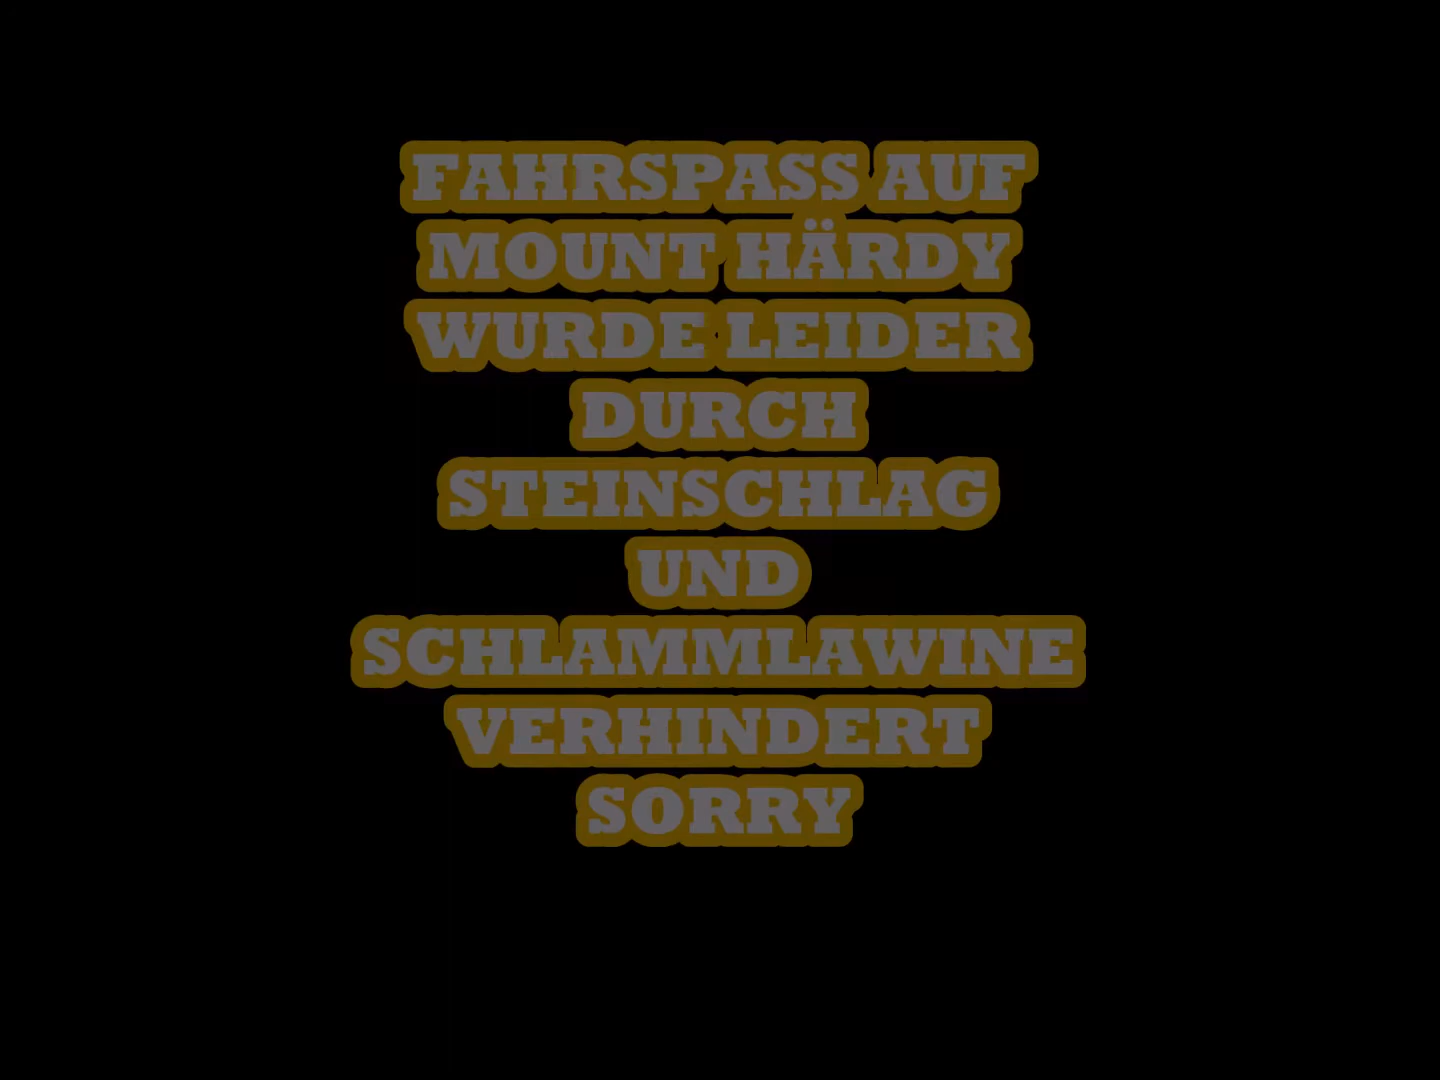 FAHRSPASS AUF
MOUNT HÄRDY
WURDE LEIDER
DURCH
STEINSCHLAG
UND
SCHLAMMLAWINE
VERHINDERT
SORRY